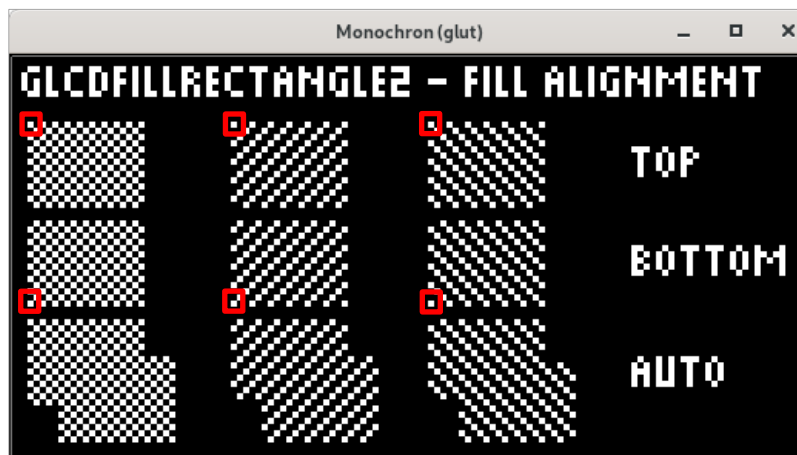 Monochron (glut)
GLCDFILLRECTANGLE2 - FILL ALIGNMENT
TOP
BOTTOM
AUTO